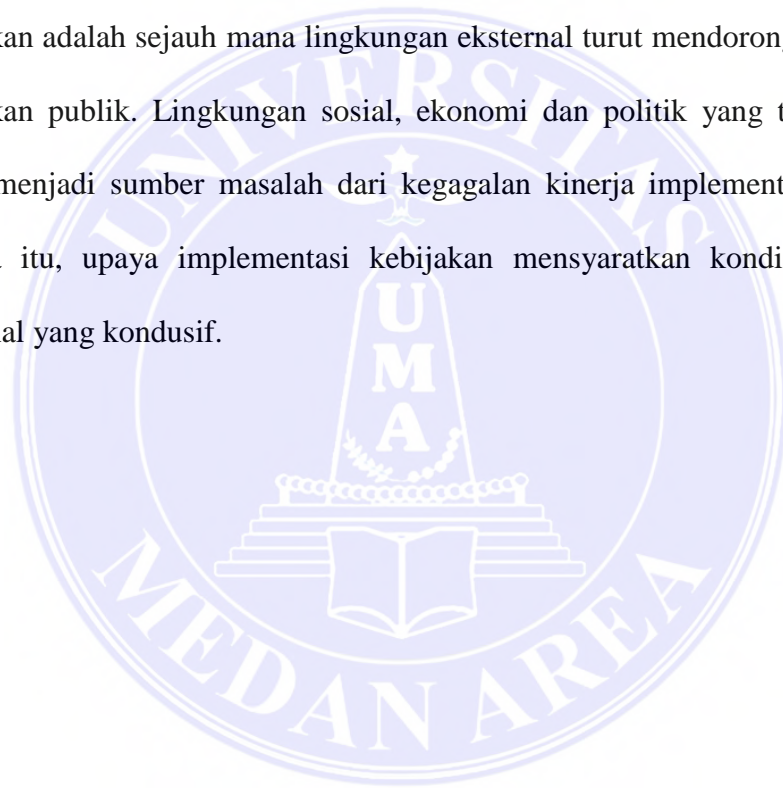 kan adalah sejauh mana lingkungan eksternal turut mendorong
kan publik. Lingkungan sosial, ekonomi dan politik yang t
menjadi sumber masalah dari kegagalan kinerja implement
itu, upaya implementasi kebijakan mensyaratkan kondi
al yang kondusif.
UNIVERSITAS
UMA
MEDAN AREA